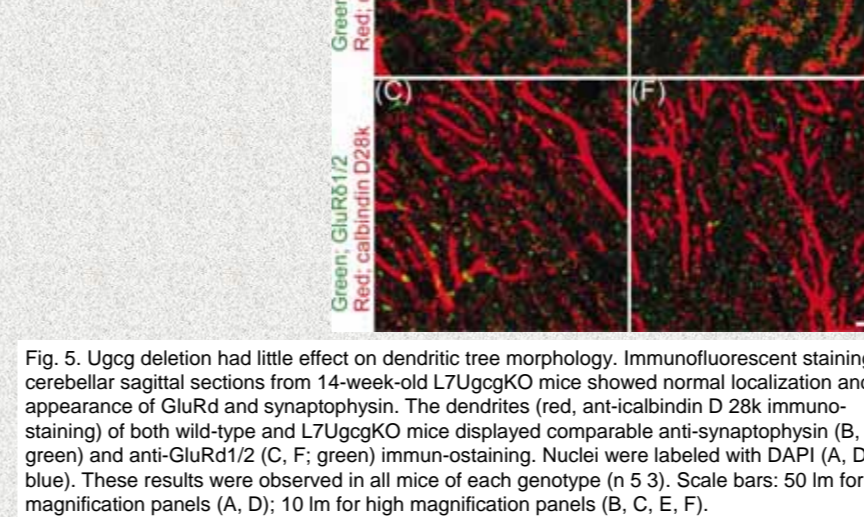 Green
Red; c
(C)
(F)
Green; GluRδ1/2
Red; calbindin D28k
Fig. 5. Ugcg deletion had little effect on dendritic tree morphology. Immunofluorescent staining
cerebellar sagittal sections from 14-week-old L7UgcgKO mice showed normal localization and
appearance of GluRd and synaptophysin. The dendrites (red, ant-icalbindin D 28k immuno-
staining) of both wild-type and L7UgcgKO mice displayed comparable anti-synaptophysin (B,
green) and anti-GluRd1/2 (C, F; green) immun-ostaining. Nuclei were labeled with DAPI (A, D
blue). These results were observed in all mice of each genotype (n 5 3). Scale bars: 50 lm for
magnification panels (A, D); 10 lm for high magnification panels (B, C, E, F).